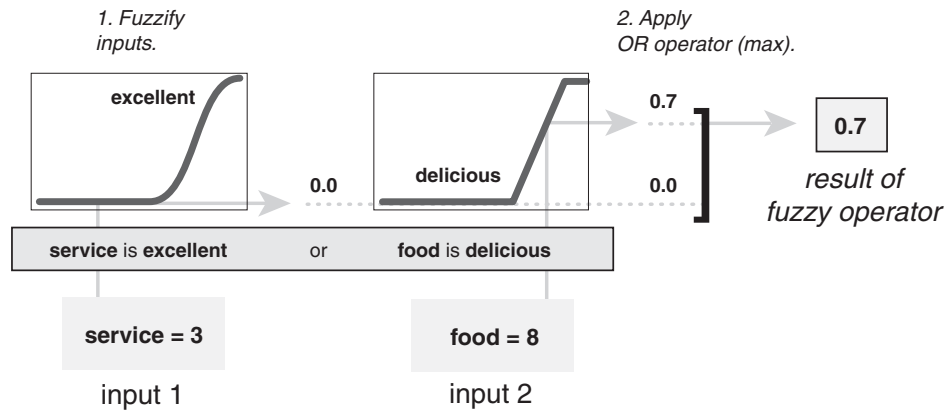 1. Fuzzify
inputs.
2. Apply
OR operator (max).
excellent
0.0
delicious
0.7
0.0
0.7
result of
fuzzy operator
service is excellent or food is delicious
service = 3
food = 8
input 1
input 2